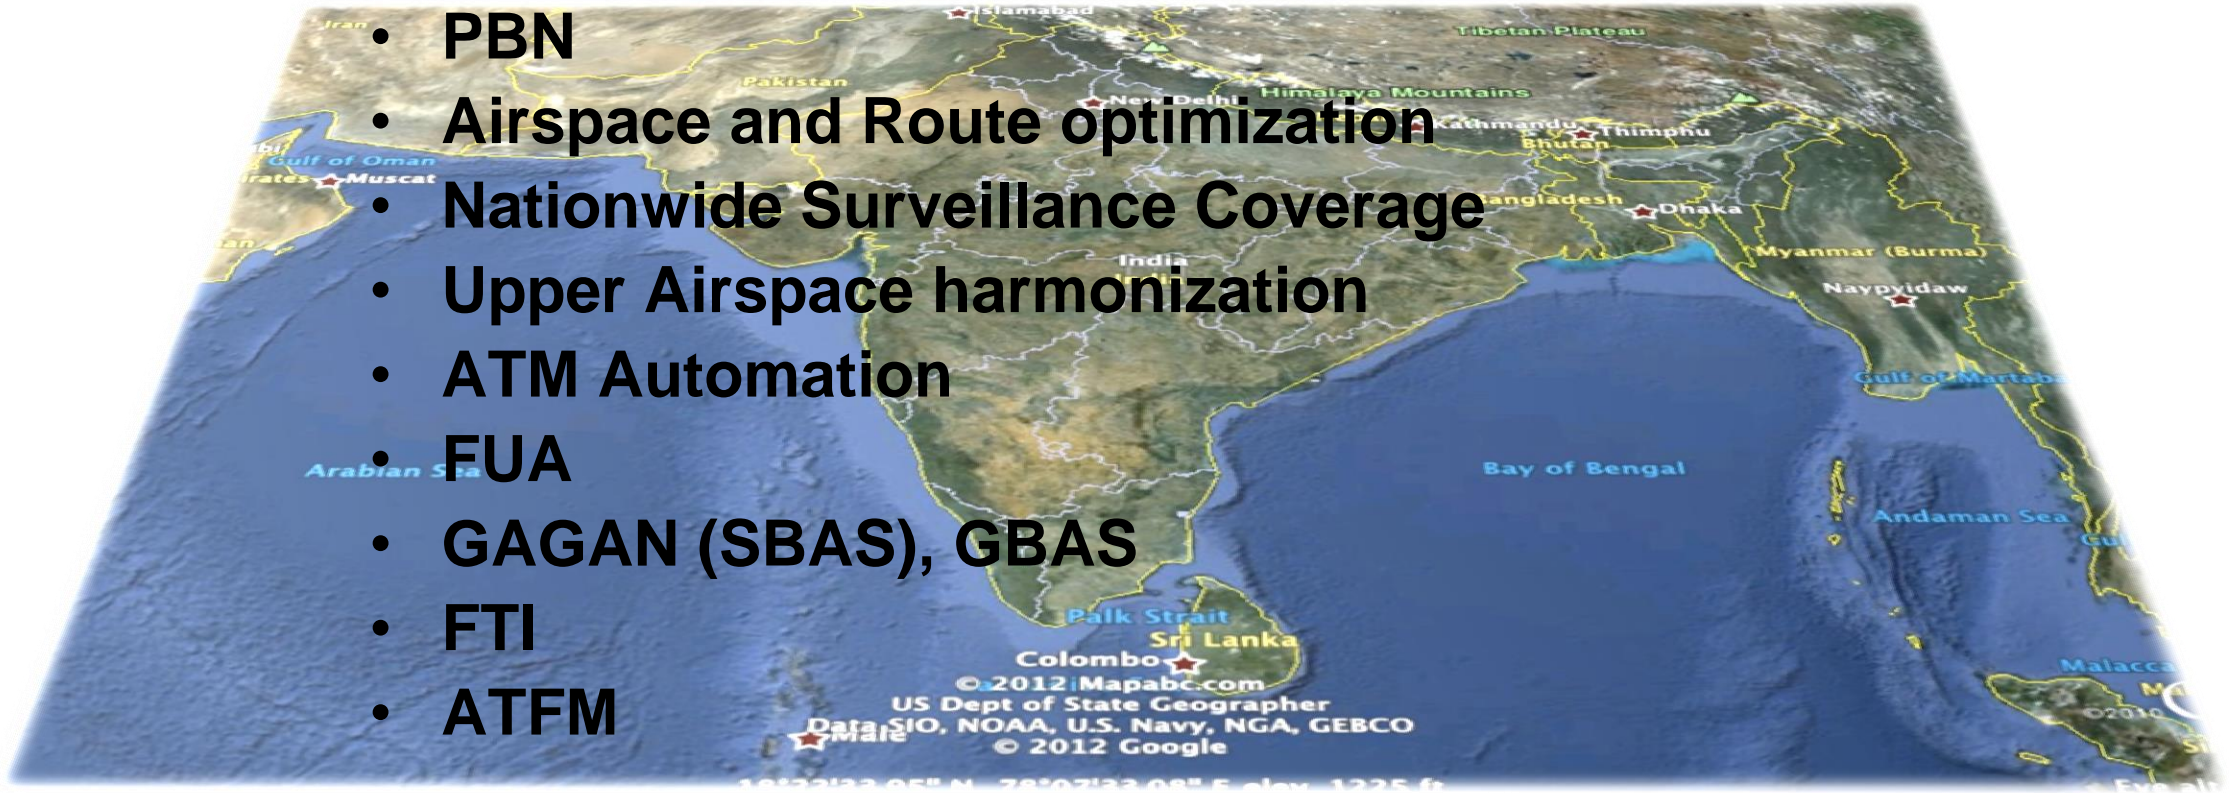 Islamabad
Iran
• PBN
Tibetan Plateau
Pakistan
New Delhi
Himalaya Mountains
• Airspace and Route optimization
Kathmandu
Thimphu
Bhutan
Gulf of Oman
Muscat
• Nationwide Surveillance Coverage
Bangladesh
Dhaka
Myanmar (Burma)
India
Naypyidaw
• Upper Airspace harmonization
• ATM Automation
Gulf of Martaba
• FUA
Arabian Sea
Bay of Bengal
Andaman Sea
• GAGAN (SBAS), GBAS
• FTI
Palk Strait
Sri Lanka
Colombo
Malacca
© 2012 Mapabc.com
US Dept of State Geographer
• ATFM
Data SIO, NOAA, U.S. Navy, NGA, GEBCO
Male
© 2012 Google
©2010